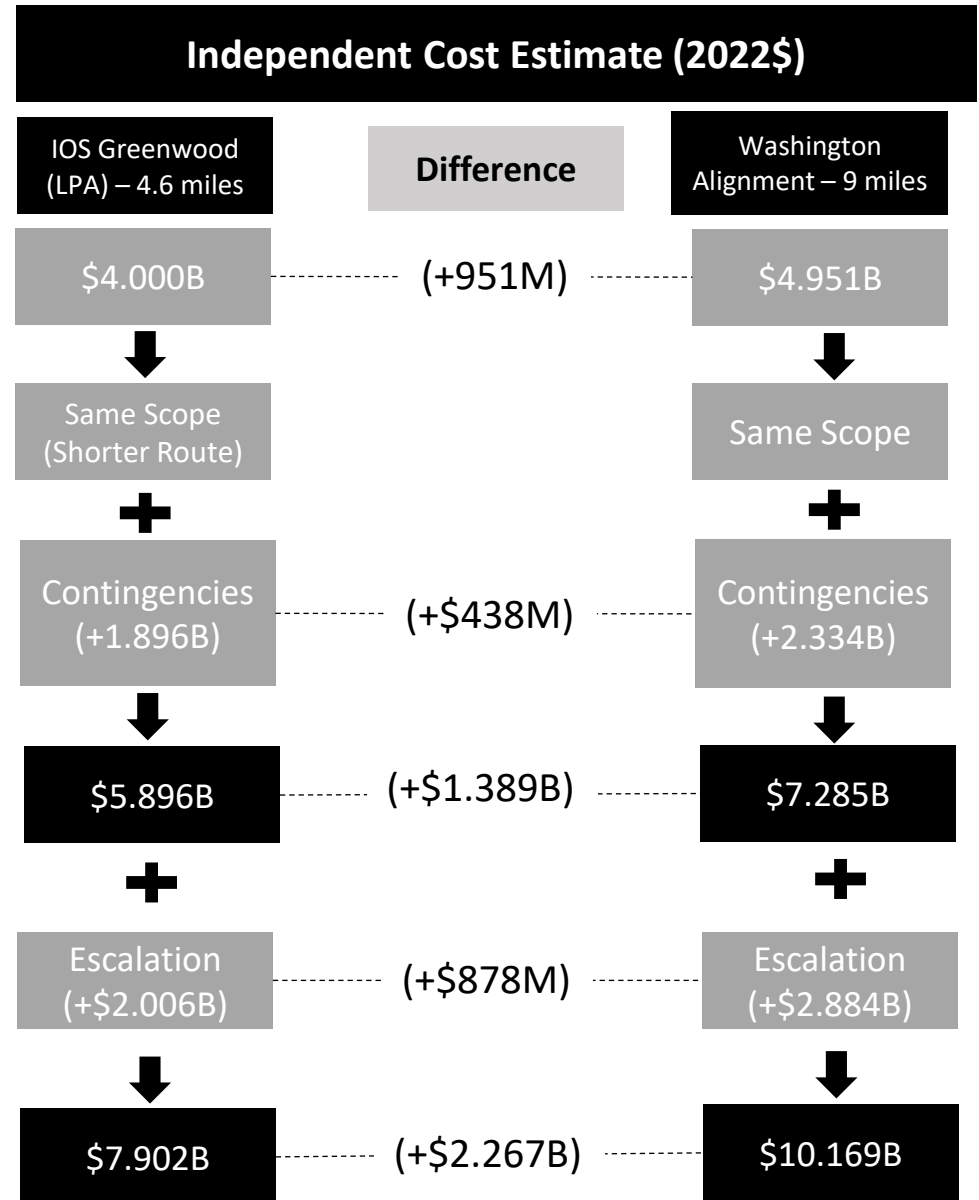 Independent Cost Estimate (2022$)
IOS Greenwood
(LPA) – 4.6 miles
Difference
Washington
Alignment – 9 miles
$4.000B
(+951M)
$4.951B
Same Scope
(Shorter Route)
Same Scope
Contingencies
(+1.896B)
(+$438M)
Contingencies
(+2.334B)
$5.896B
(+$1.389B)
$7.285B
Escalation
(+$2.006B)
(+$878M)
Escalation
(+$2.884B)
$7.902B
(+$2.267B)
$10.169B